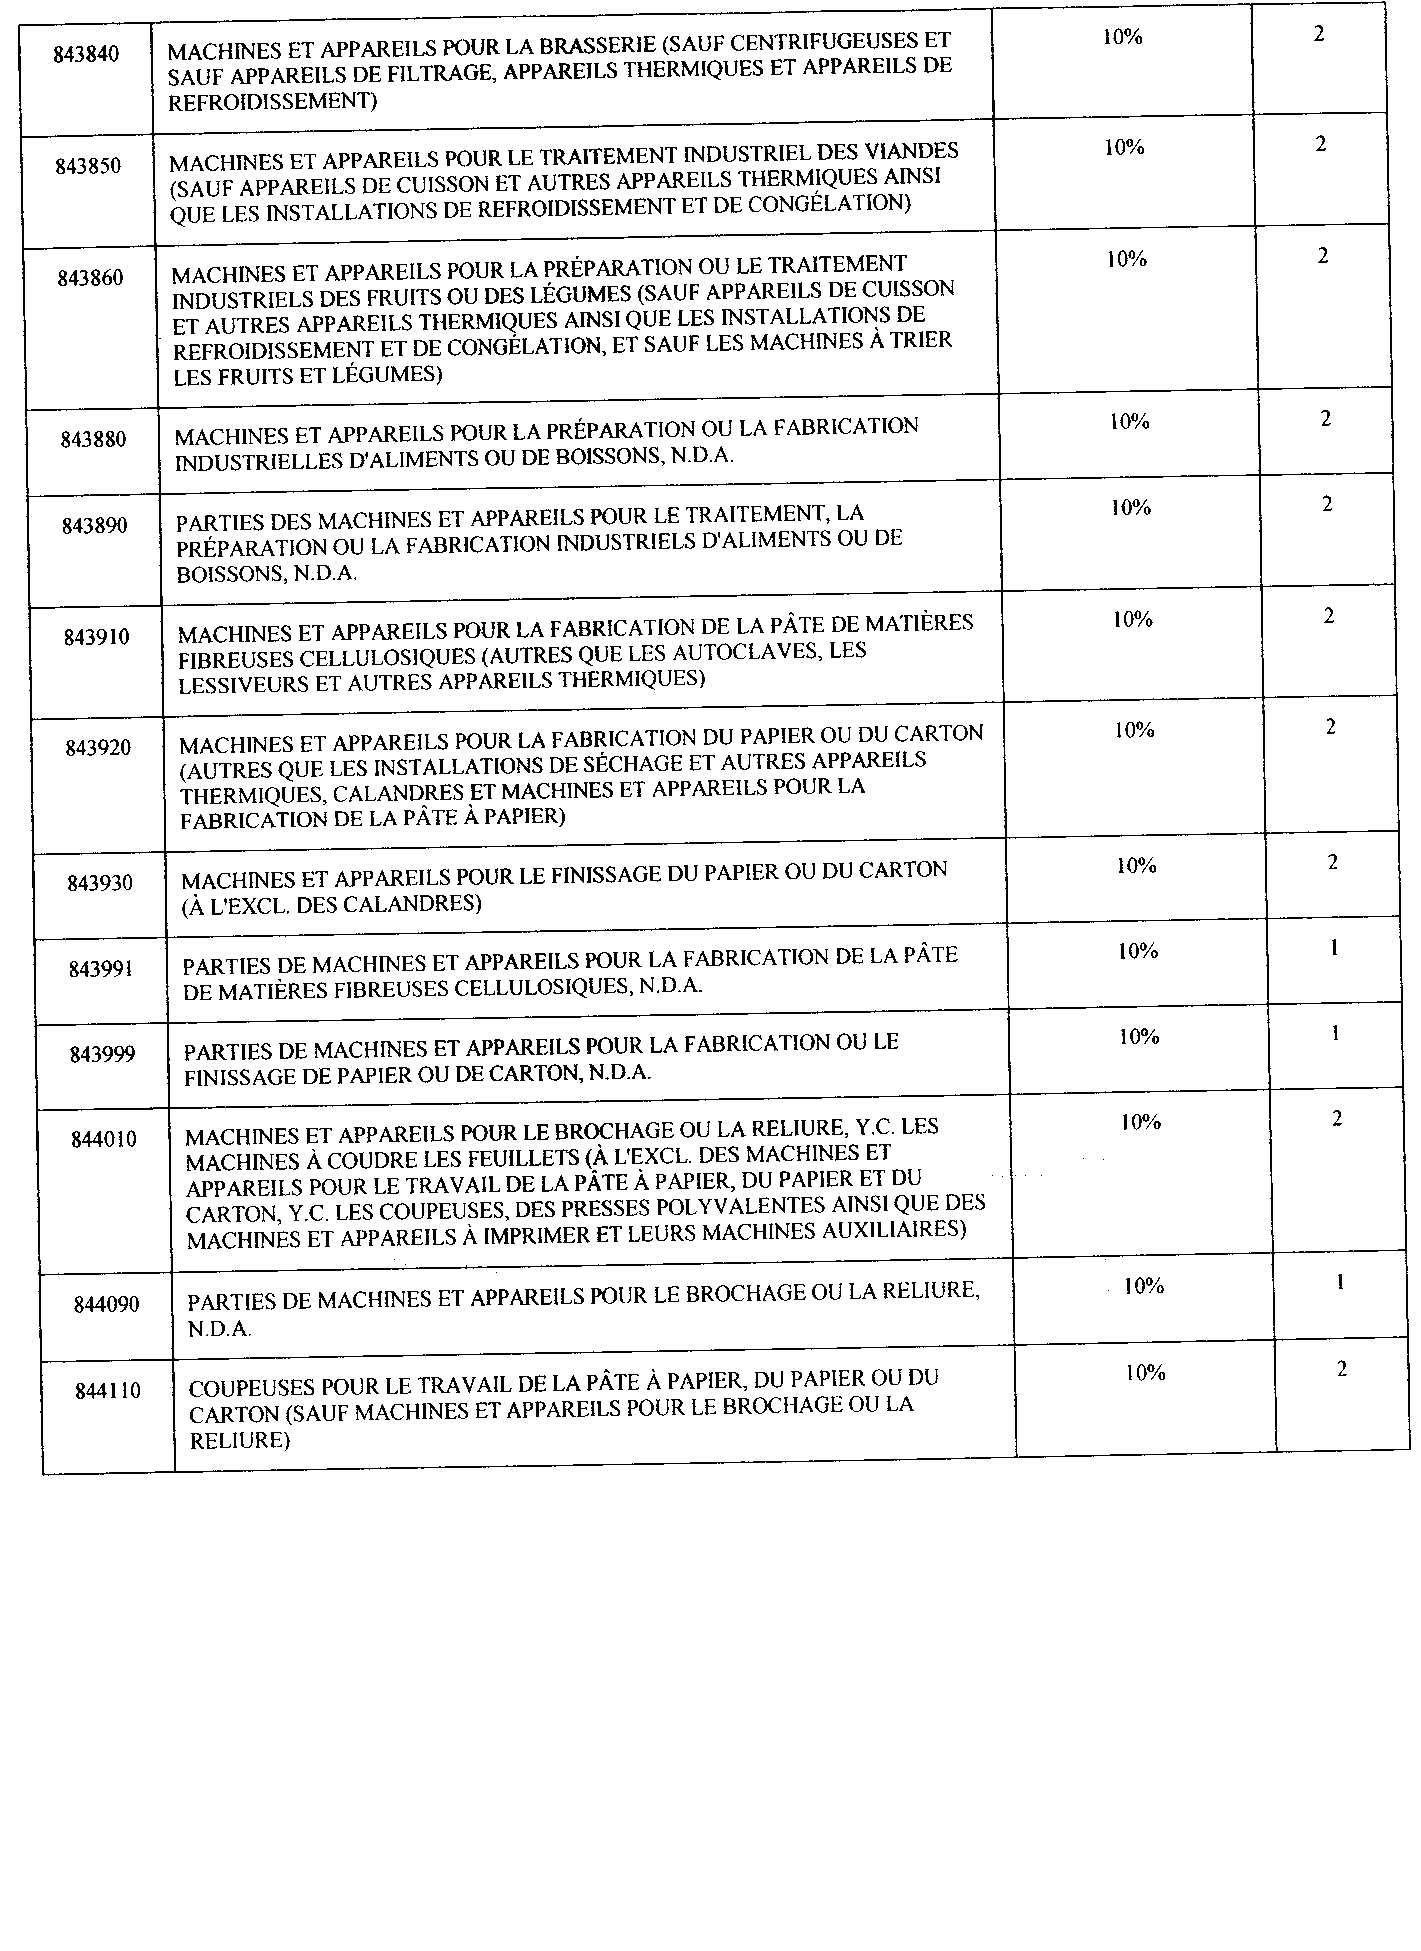 843840 MACHINES ET APPAREILS POUR LA BRASSERIE (SAUF CENTRIFUGEUSES ET 10% 2
SAUF APPAREILS DE FILTRAGE, APPAREILS THERMIQUES ET APPAREILS DE
REFROIDISSEMENT)
843850 MACHINES ET APPAREILS POUR LE TRAITEMENT INDUSTRIEL DES VIANDES 10% 2
(SAUF APPAREILS DE CUISSON ET AUTRES APPAREILS THERMIQUES AINSI
QUE LES INSTALLATIONS DE REFROIDISSEMENT ET DE CONGÉLATION)
843860 MACHINES ET APPAREILS POUR LA PRÉPARATION OU LE TRAITEMENT 10% 2
INDUSTRIELS DES FRUITS OU DES LÉGUMES (SAUF APPAREILS DE CUISSON
ET AUTRES APPAREILS THERMIQUES AINSI QUE LES INSTALLATIONS DE
REFROIDISSEMENT ET DE CONGÉLATION, ET SAUF LES MACHINES À TRIER
LES FRUITS ET LÉGUMES)
843880 MACHINES ET APPAREILS POUR LA PRÉPARATION OU LA FABRICATION 10% 2
INDUSTRIELLES D'ALIMENTS OU DE BOISSONS, N.D.A.
843890 PARTIES DES MACHINES ET APPAREILS POUR LE TRAITEMENT, LA 10% 2
PRÉPARATION OU LA FABRICATION INDUSTRIELS D'ALIMENTS OU DE
BOISSONS, N.D.A.
843910 MACHINES ET APPAREILS POUR LA FABRICATION DE LA PÂTE DE MATIÈRES 10% 2
FIBREUSES CELLULOSIQUES (AUTRES QUE LES AUTOCLAVES, LES
LESSIVEURS ET AUTRES APPAREILS THERMIQUES)
843920 MACHINES ET APPAREILS POUR LA FABRICATION DU PAPIER OU DU CARTON 10% 2
(AUTRES QUE LES INSTALLATIONS DE SÉCHAGE ET AUTRES APPAREILS
THERMIQUES, CALANDRES ET MACHINES ET APPAREILS POUR LA
FABRICATION DE LA PÂTE À PAPIER)
843930 MACHINES ET APPAREILS POUR LE FINISSAGE DU PAPIER OU DU CARTON 10% 2
(À L'EXCL. DES CALANDRES)
843991 PARTIES DE MACHINES ET APPAREILS POUR LA FABRICATION DE LA PÂTE 10% 1
DE MATIÈRES FIBREUSES CELLULOSIQUES, N.D.A.
843999 PARTIES DE MACHINES ET APPAREILS POUR LA FABRICATION OU LE 10% 1
FINISSAGE DE PAPIER OU DE CARTON, N.D.A.
844010 MACHINES ET APPAREILS POUR LE BROCHAGE OU LA RELIURE, Y.C. LES 10% 2
MACHINES À COUDRE LES FEUILLETS (À L'EXCL. DES MACHINES ET
APPAREILS POUR LE TRAVAIL DE LA PÂTE À PAPIER, DU PAPIER ET DU
CARTON, Y.C. LES COUPEUSES, DES PRESSES POLYVALENTES AINSI QUE DES
MACHINES ET APPAREILS À IMPRIMER ET LEURS MACHINES AUXILIAIRES)
844090 PARTIES DE MACHINES ET APPAREILS POUR LE BROCHAGE OU LA RELIURE, 10% 1
N.D.A.
844110 COUPEUSES POUR LE TRAVAIL DE LA PÂTE À PAPIER, DU PAPIER OU DU 10% 2
CARTON (SAUF MACHINES ET APPAREILS POUR LE BROCHAGE OU LA
RELIURE)